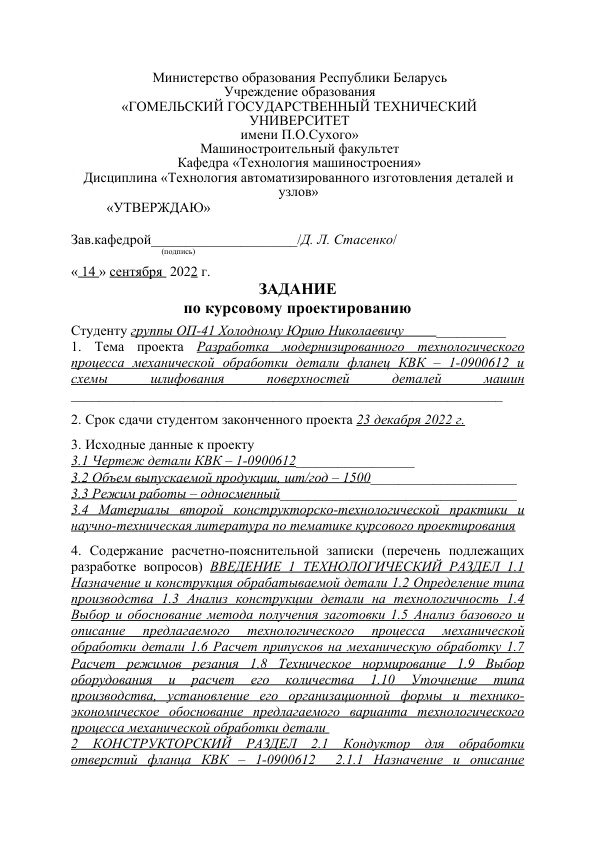 Министерство образования Республики Беларусь
Учреждение образования
«ГОМЕЛЬСКИЙ ГОСУДАРСТВЕННЫЙ ТЕХНИЧЕСКИЙ
УНИВЕРСИТЕТ
имени П.О.Сухого»
Машиностроительный факультет
Кафедра «Технология машиностроения»
Дисциплина «Технология автоматизированного изготовления деталей и
узлов»
«УТВЕРЖДАЮ»
Зав.кафедрой_____________________/Д. Л. Стасенко/
(подпись)
« 14 » сентября 2022 г.
ЗАДАНИЕ
по курсовому проектированию
Студенту группы ОП-41 Холодному Юрию Николаевичу______________
1. Тема проекта Разработка модернизированного технологического
процесса механической обработки детали фланец КВК – 1-0900612 и
схемы шлифования поверхностей деталей машин
______________________________________________________________
2. Срок сдачи студентом законченного проекта 23 декабря 2022 г.
3. Исходные данные к проекту
3.1 Чертеж детали КВК – 1-0900612_________________
3.2 Объем выпускаемой продукции, шт/год – 1500_____________________
3.3 Режим работы – односменный__________________________________
3.4 Материалы второй конструкторско-технологической практики и
научно-техническая литература по тематике курсового проектирования
4. Содержание расчетно-пояснительной записки (перечень подлежащих
разработке вопросов) ВВЕДЕНИЕ 1 ТЕХНОЛОГИЧЕСКИЙ РАЗДЕЛ 1.1
Назначение и конструкция обрабатываемой детали 1.2 Определение типа
производства 1.3 Анализ конструкции детали на технологичность 1.4
Выбор и обоснование метода получения заготовки 1.5 Анализ базового и
описание предлагаемого технологического процесса механической
обработки детали 1.6 Расчет припусков на механическую обработку 1.7
Расчет режимов резания 1.8 Техническое нормирование 1.9 Выбор
оборудования и расчет его количества 1.10 Уточнение типа
производства, установление его организационной формы и технико-
экономическое обоснование предлагаемого варианта технологического
процесса механической обработки детали
2 КОНСТРУКТОРСКИЙ РАЗДЕЛ 2.1 Кондуктор для обработки
отверстий фланца КВК – 1-0900612 2.1.1 Назначение и описание